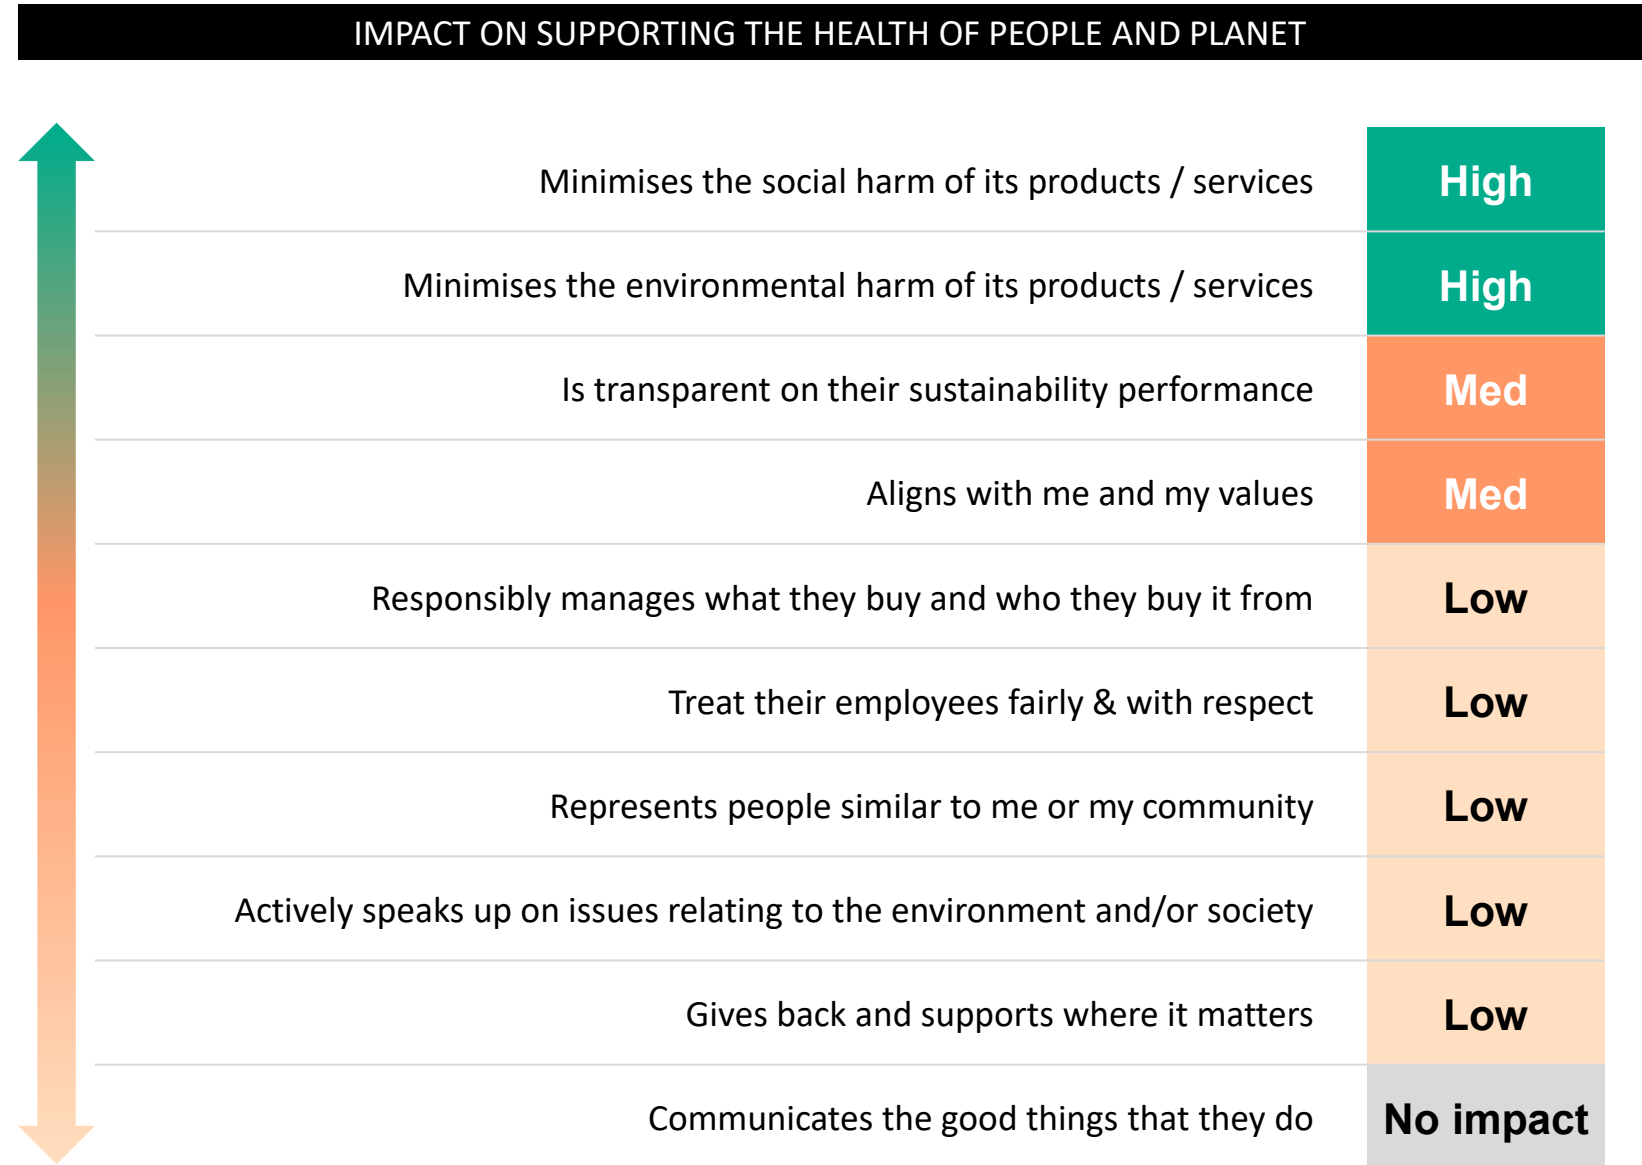 IMPACT ON SUPPORTING THE HEALTH OF PEOPLE AND PLANET
Minimises the social harm of its products / services High
Minimises the environmental harm of its products / services High
Is transparent on their sustainability performance Med
Aligns with me and my values Med
Responsibly manages what they buy and who they buy it from Low
Treat their employees fairly & with respect Low
Represents people similar to me or my community Low
Actively speaks up on issues relating to the environment and/or society Low
Gives back and supports where it matters Low
Communicates the good things that they do No impact